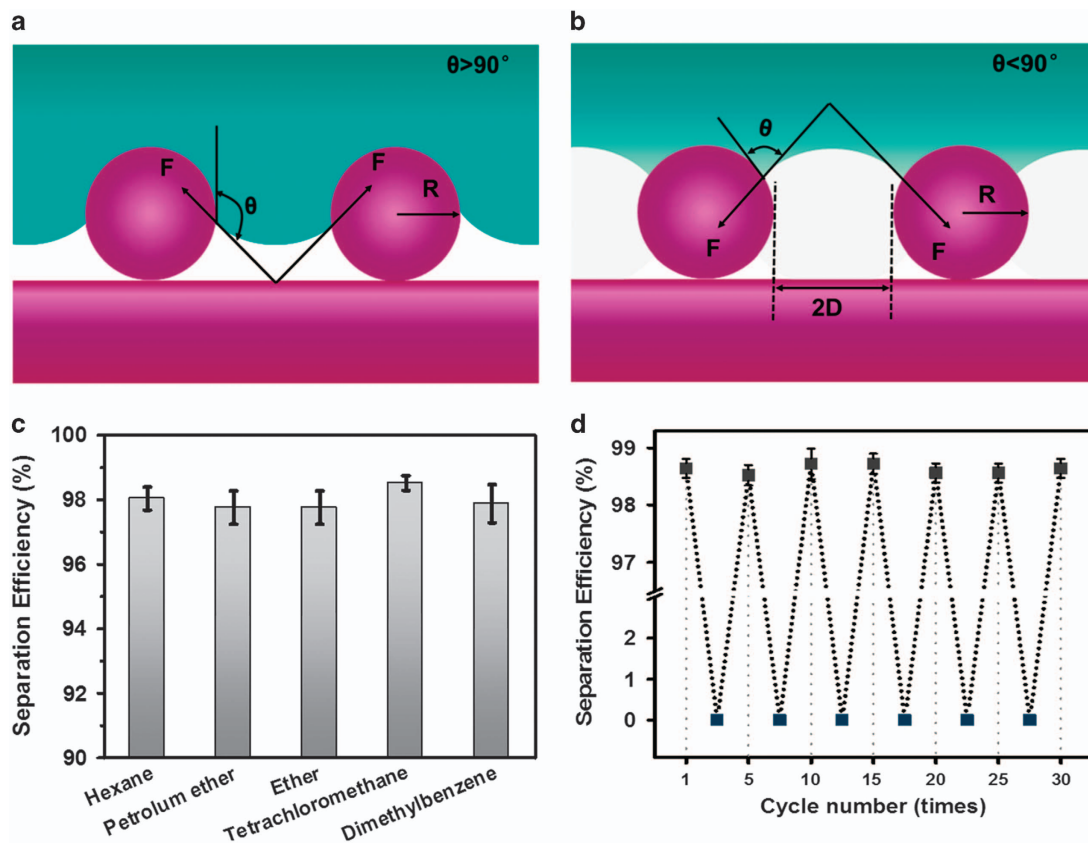 a
θ>90°
F
F
θ
R
b
θ<90°
θ
R
F
F
2D
c
Separation Efficiency (%)
100
98
96
94
92
90
Hexane
Petrolum ether
Ether
Tetrachloromethane
Dimethylbenzene
d
Separation Efficiency (%)
99
98
97
2
1
0
1 5 10 15 20 25 30
Cycle number (times)